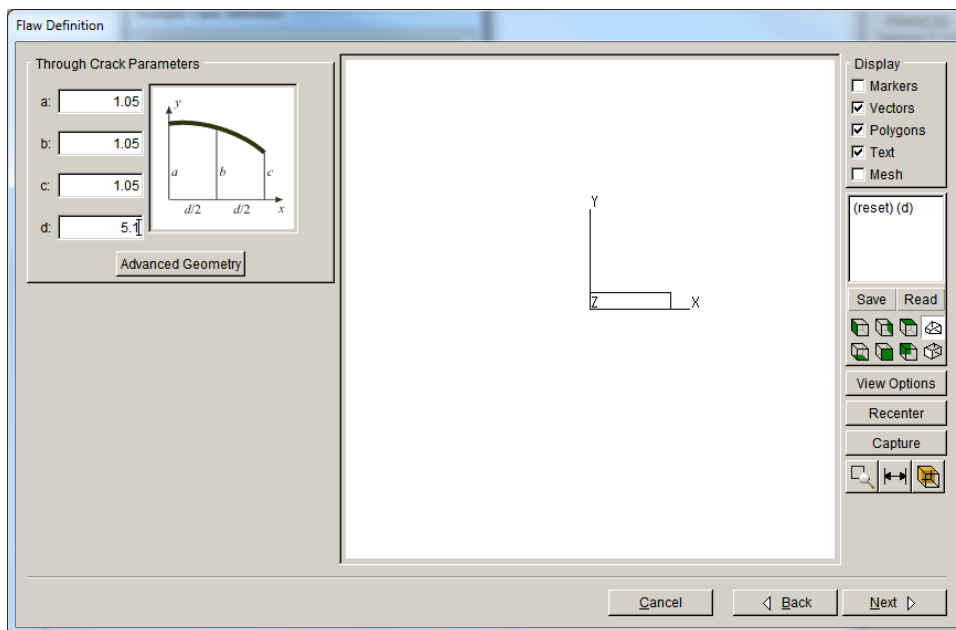 Flaw Definition
Through Crack Parameters
a: 1.05
b: 1.05
c: 1.05
d: 5.1
y
a
b
c
d/2
d/2
x
Advanced Geometry
Y
Z
X
Display
Markers
Vectors
Polygons
Text
Mesh
(reset) (d)
Save
Read
View Options
Recenter
Capture
Cancel
Back
Next